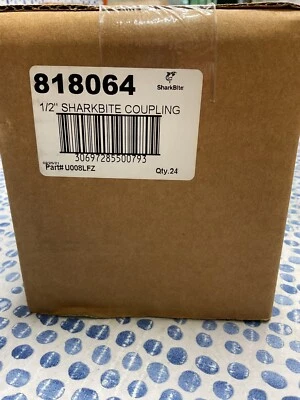 818064
SharkBite®
1/2" SHARKBITE COUPLING
30697285500793
Part# U008LFZ
Qty.24